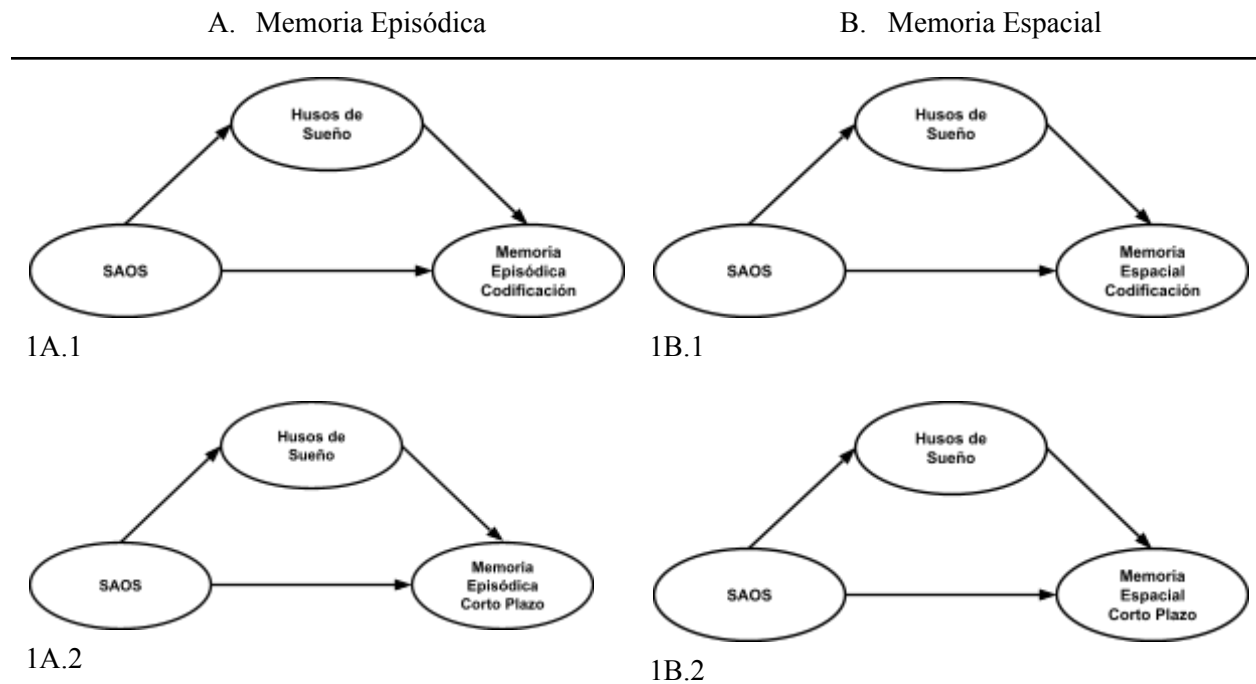 A. Memoria Episódica
B. Memoria Espacial
Husos de
Sueño
SAOS
Memoria
Episódica
Codificación
1A.1
Husos de
Sueño
SAOS
Memoria
Espacial
Codificación
1B.1
Husos de
Sueño
SAOS
Memoria
Episódica
Corto Plazo
1A.2
Husos de
Sueño
SAOS
Memoria
Espacial
Corto Plazo
1B.2